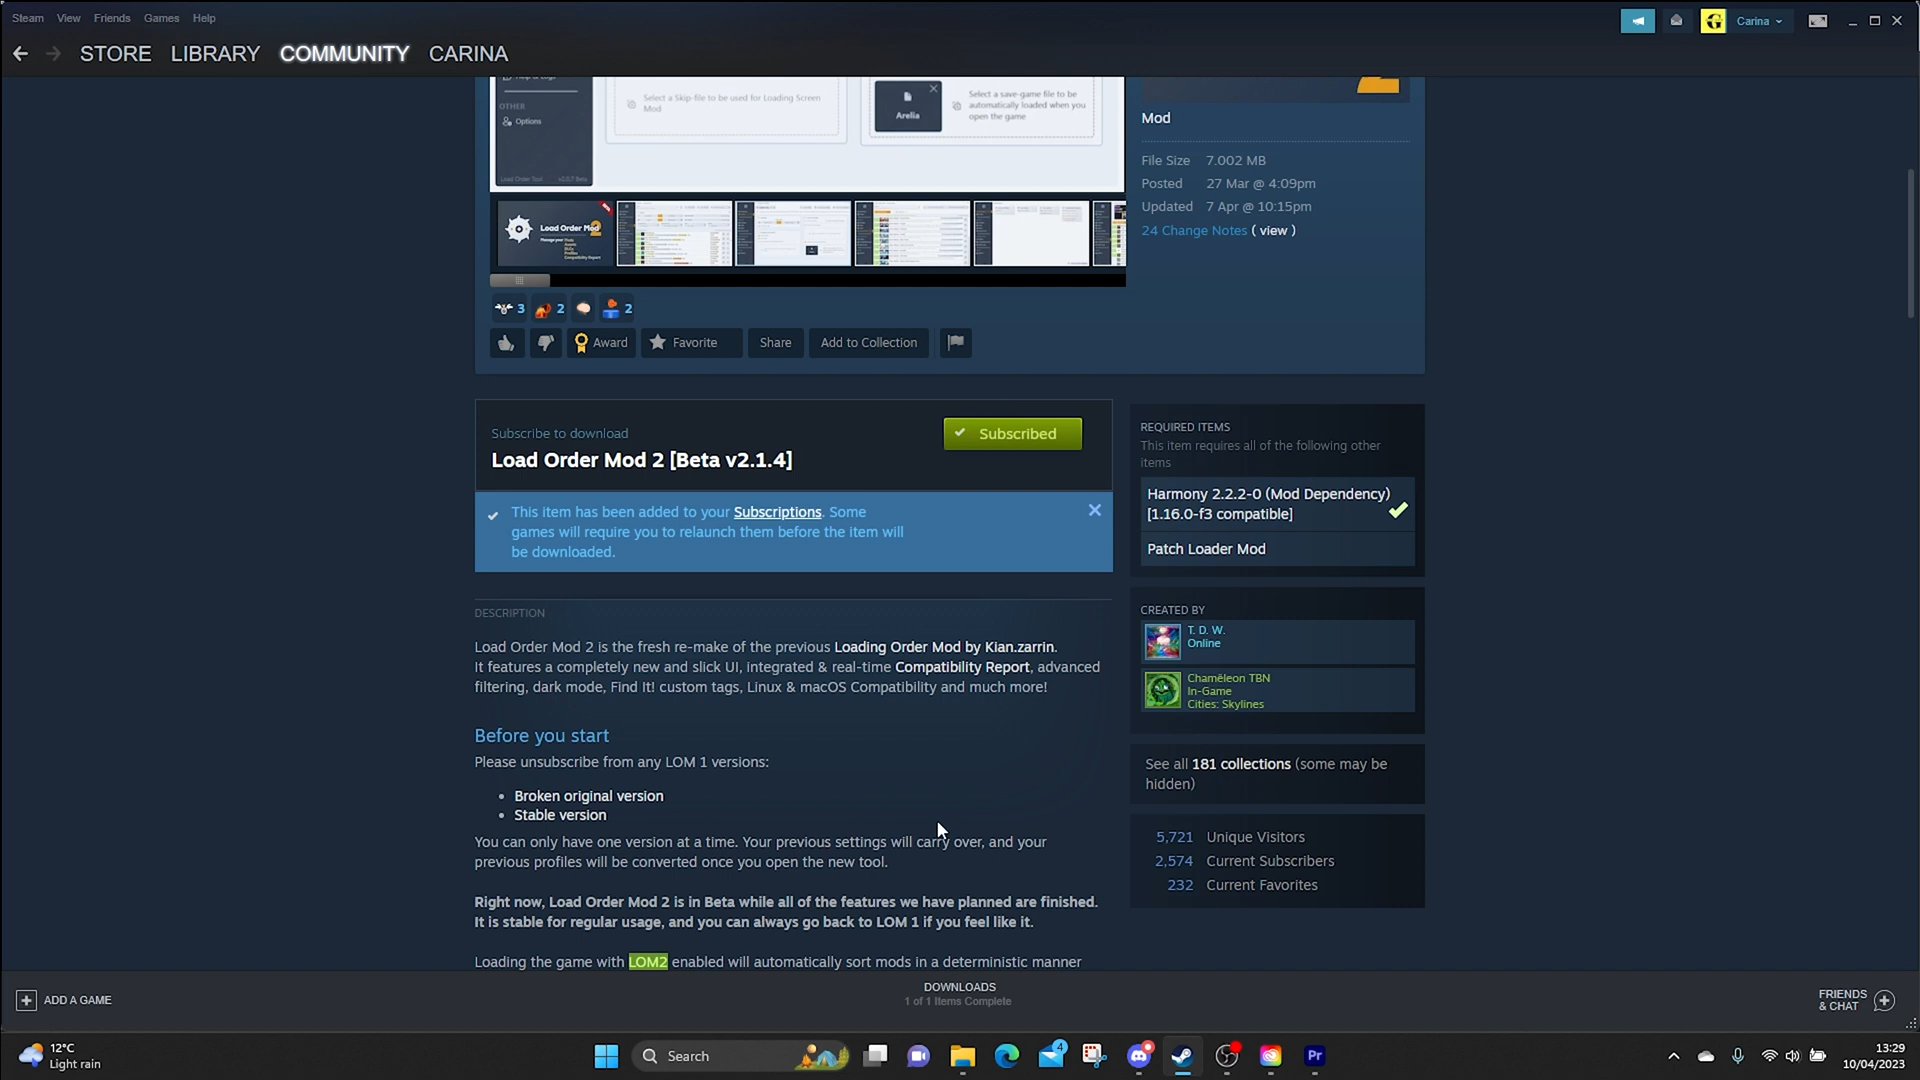 Steam View Friends Games Help
Carina
STORE LIBRARY COMMUNITY CARINA
OTHER
Options
Load Order Tool v2.0.7 Beta
Select a Skip-file to be used for Loading Screen
Mod
Arelia
Select a save-game file to be
automatically loaded when you
open the game
Load Order Mod
2
Mod
File Size 7.002 MB
Posted 27 Mar @ 4:09pm
Updated 7 Apr @ 10:15pm
24 Change Notes ( view )
3 2 2
Award Favorite Share Add to Collection
Subscribe to download
Load Order Mod 2 [Beta v2.1.4]
Subscribed
This item has been added to your Subscriptions. Some
games will require you to relaunch them before the item will
be downloaded.
DESCRIPTION
Load Order Mod 2 is the fresh re-make of the previous Loading Order Mod by Kian.zarrin.
It features a completely new and slick UI, integrated & real-time Compatibility Report, advanced
filtering, dark mode, Find It! custom tags, Linux & macOS Compatibility and much more!
Before you start
Please unsubscribe from any LOM 1 versions:
• Broken original version
• Stable version
You can only have one version at a time. Your previous settings will carry over, and your
previous profiles will be converted once you open the new tool.
Right now, Load Order Mod 2 is in Beta while all of the features we have planned are finished.
It is stable for regular usage, and you can always go back to LOM 1 if you feel like it.
Loading the game with LOM2 enabled will automatically sort mods in a deterministic manner
REQUIRED ITEMS
This item requires all of the following other
items
Harmony 2.2.2-0 (Mod Dependency)
[1.16.0-f3 compatible]
Patch Loader Mod
CREATED BY
T. D. W.
Online
Chamëleon TBN
In-Game
Cities: Skylines
See all 181 collections (some may be
hidden)
5,721 Unique Visitors
2,574 Current Subscribers
232 Current Favorites
ADD A GAME
DOWNLOADS
1 of 1 Items Complete
FRIENDS
& CHAT
12°C
Light rain
Search
4
Pr
13:29
10/04/2023